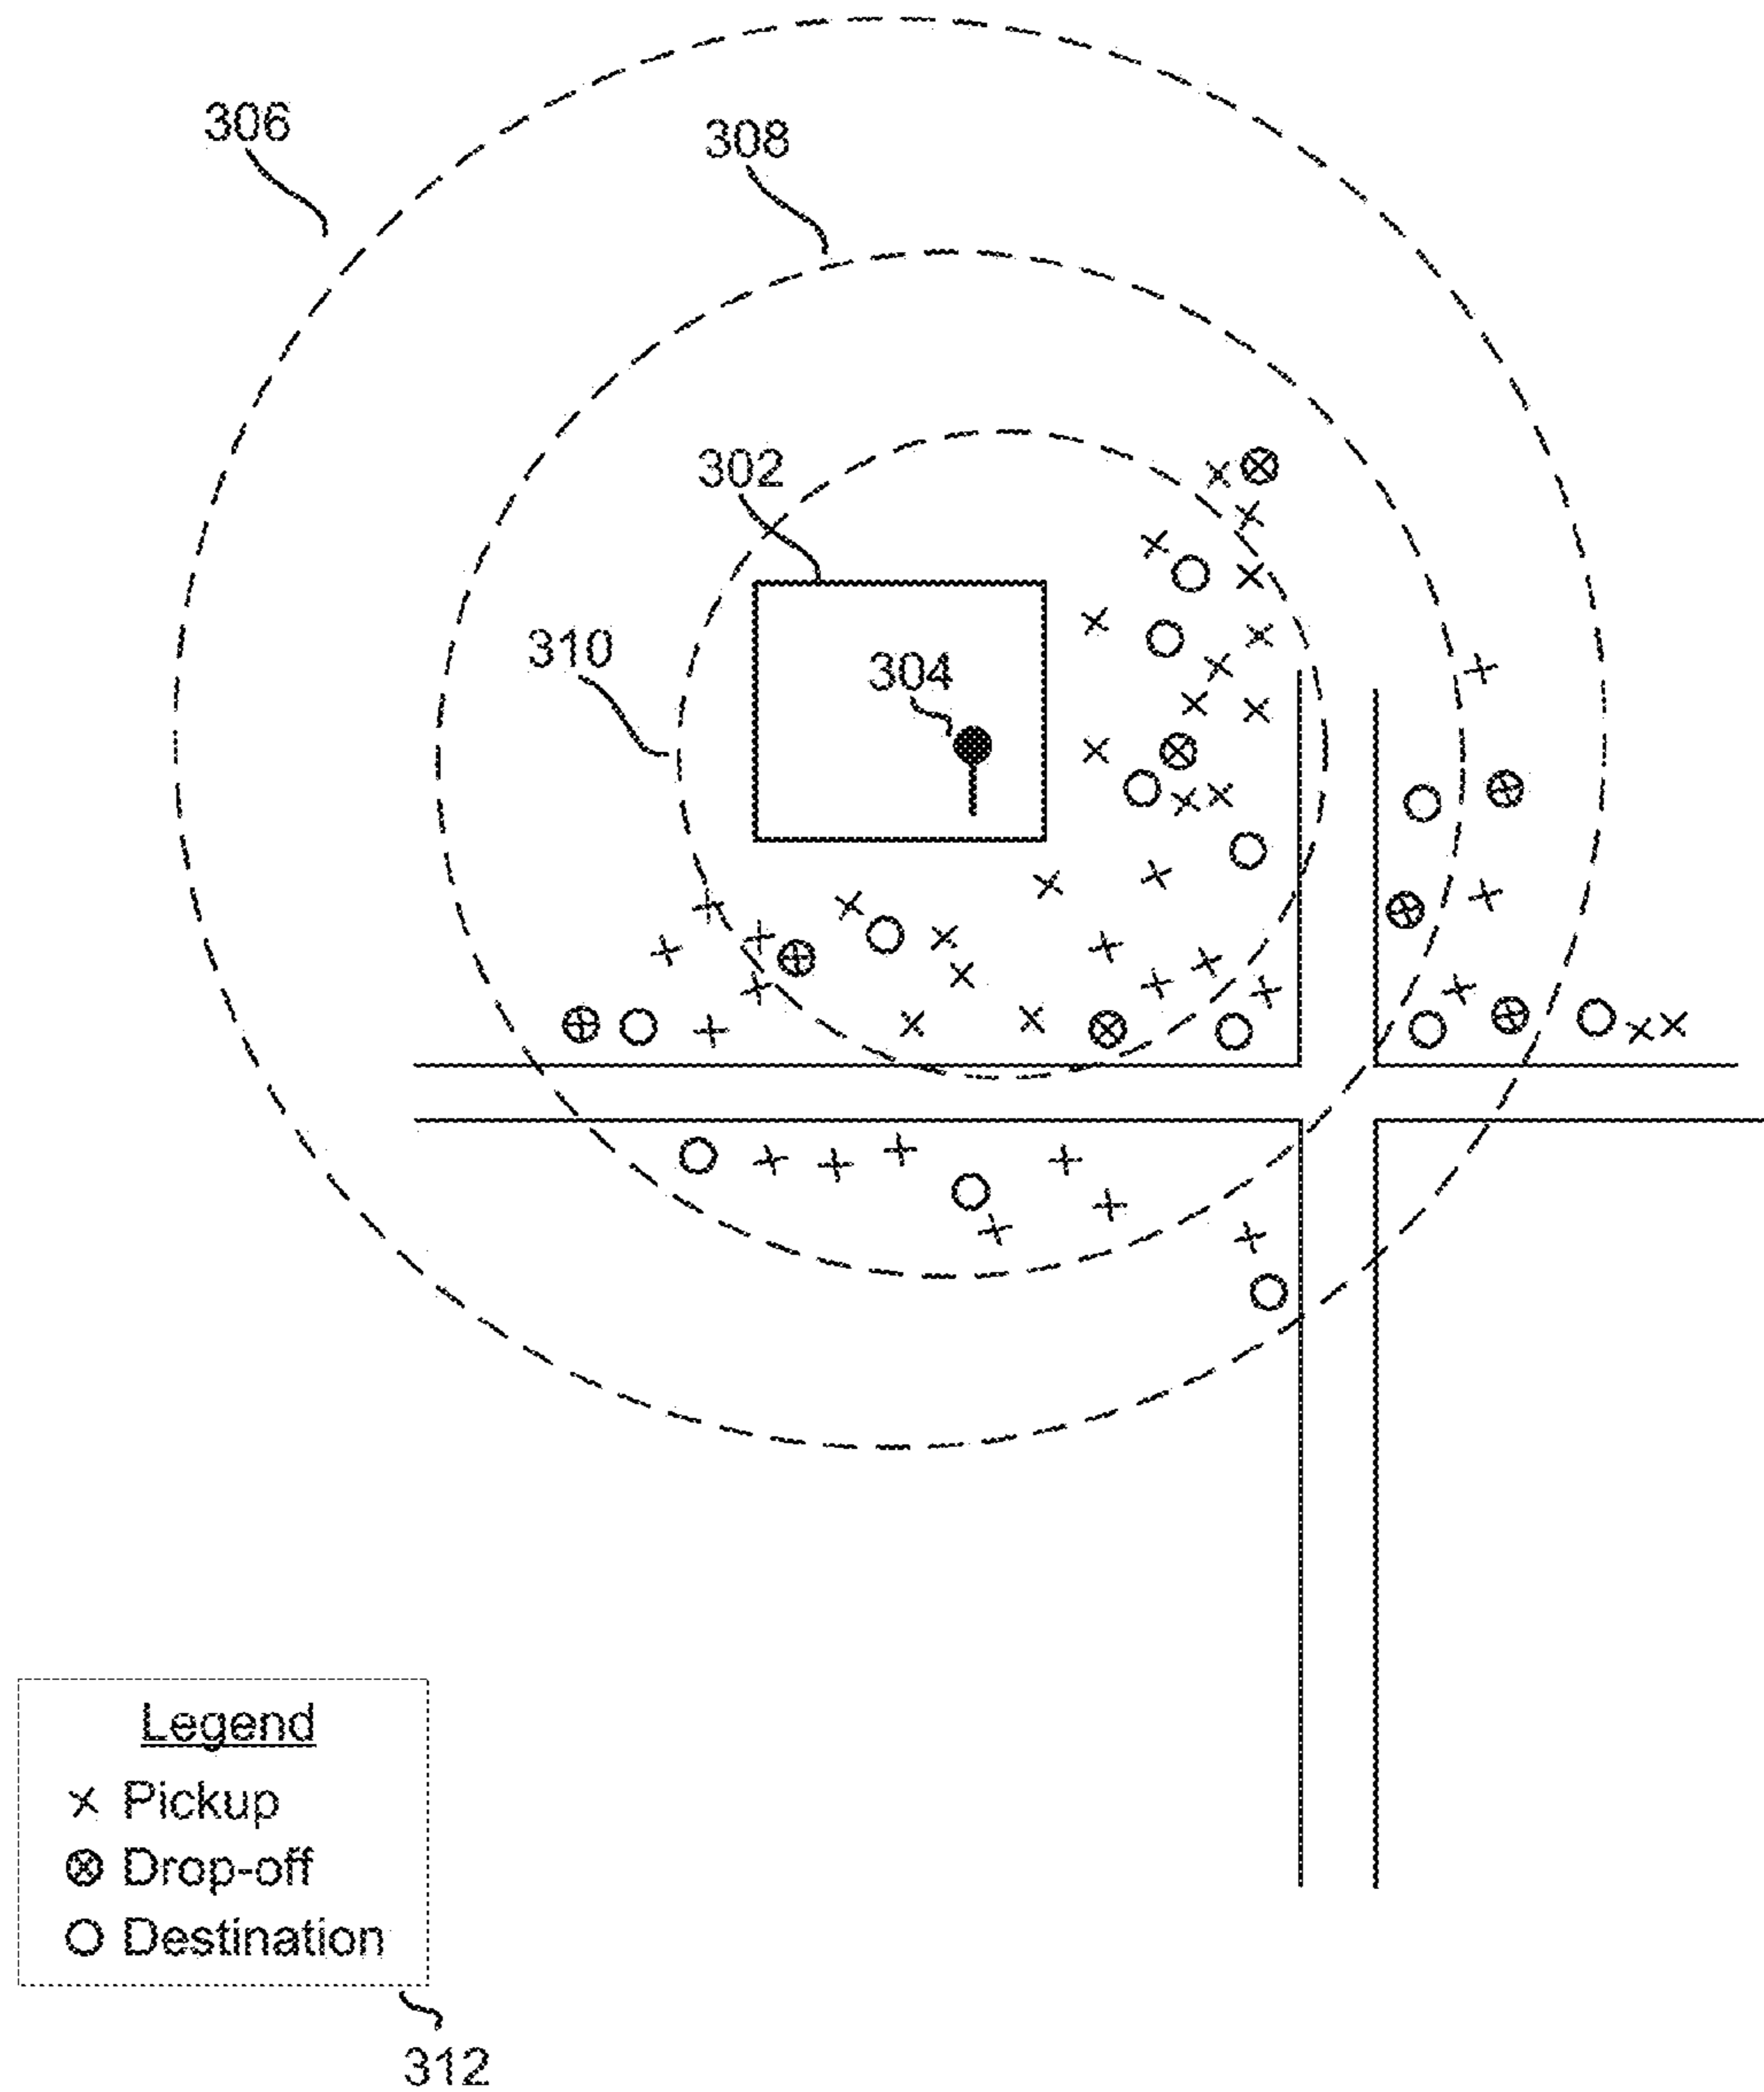 306
308
302
310
304
Legend
× Pickup
⊗ Drop-off
○ Destination
312